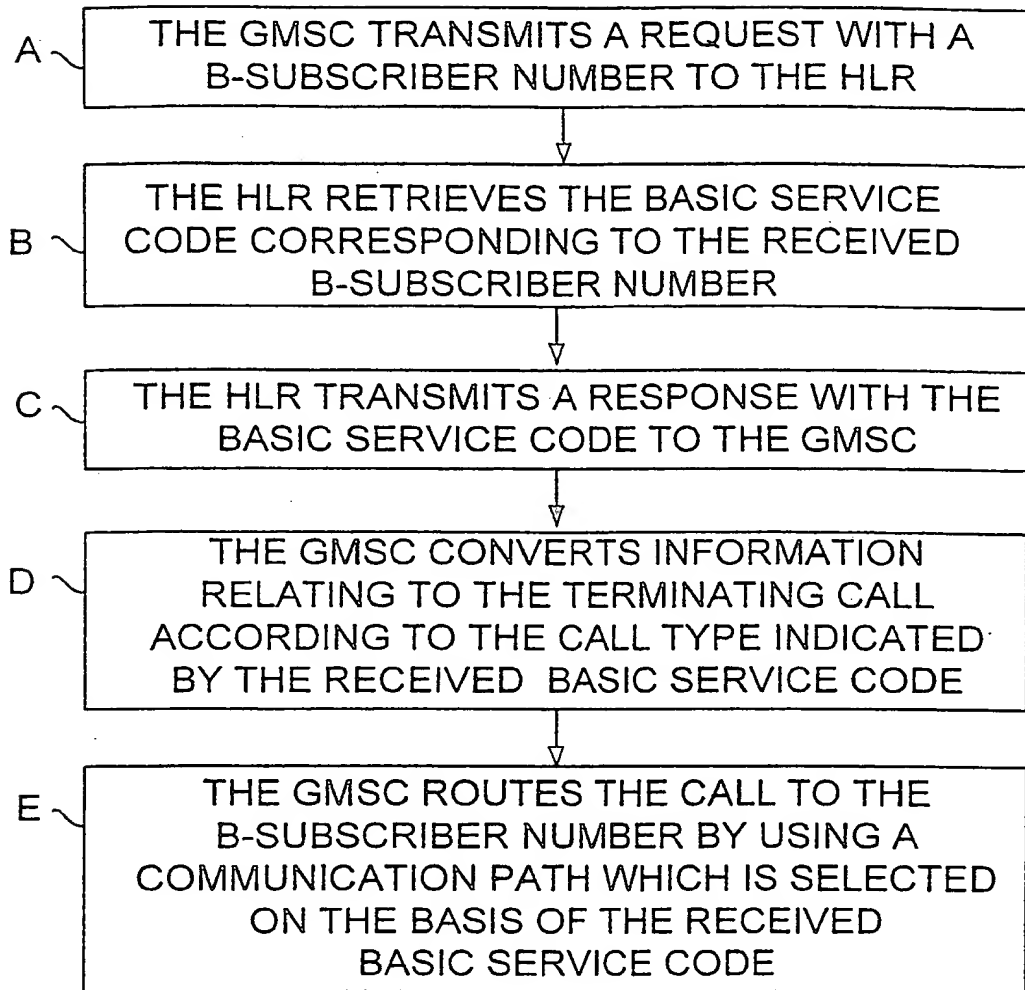 A
THE GMSC TRANSMITS A REQUEST WITH A
B-SUBSCRIBER NUMBER TO THE HLR
B
THE HLR RETRIEVES THE BASIC SERVICE
CODE CORRESPONDING TO THE RECEIVED
B-SUBSCRIBER NUMBER
C
THE HLR TRANSMITS A RESPONSE WITH THE
BASIC SERVICE CODE TO THE GMSC
D
THE GMSC CONVERTS INFORMATION
RELATING TO THE TERMINATING CALL
ACCORDING TO THE CALL TYPE INDICATED
BY THE RECEIVED BASIC SERVICE CODE
E
THE GMSC ROUTES THE CALL TO THE
B-SUBSCRIBER NUMBER BY USING A
COMMUNICATION PATH WHICH IS SELECTED
ON THE BASIS OF THE RECEIVED
BASIC SERVICE CODE